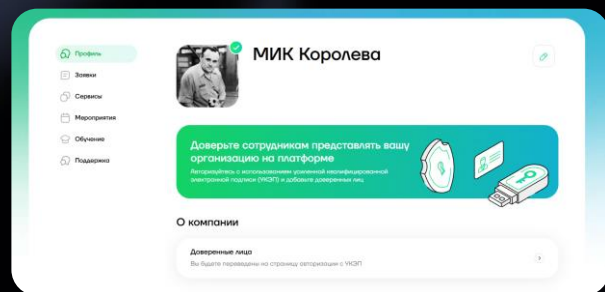 Профиль
Заявки
Сервисы
Мероприятия
Обучение
Поддержка
МИК Королева
Доверьте сотрудникам представлять вашу
организацию на платформе
Авторизуйтесь с использованием усиленной квалифицированной
электронной подписи (УКЭП) и добавьте доверенных лиц
О компании
Доверенные лица
Вы будете переведены на страницу авторизации с УКЭП